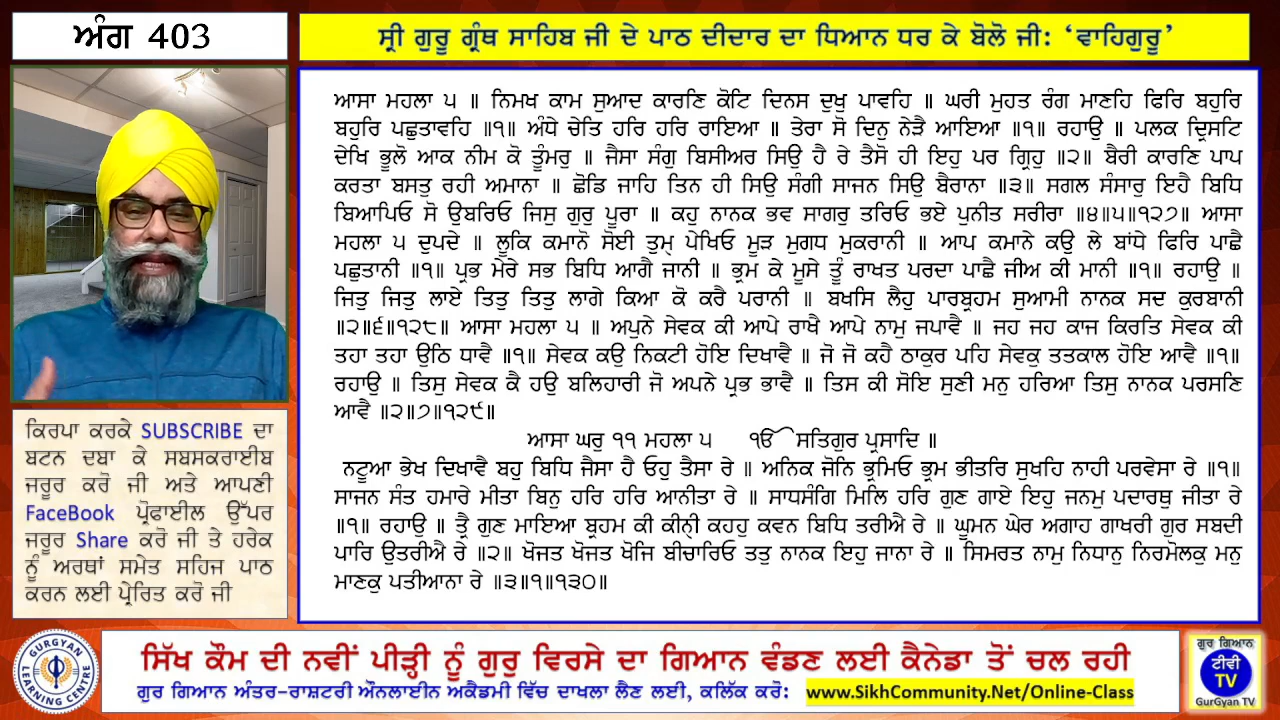 ਅੰਗ 403
ਸ੍ਰੀ ਗੁਰੂ ਗ੍ਰੰਥ ਸਾਹਿਬ ਜੀ ਦੇ ਪਾਠ ਦੀਦਾਰ ਦਾ ਧਿਆਨ ਧਰ ਕੇ ਬੋਲੋ ਜੀ: ‘ਵਾਹਿਗੁਰੂ’
ਆਸਾ ਮਹਲਾ ੫ ॥ ਨਿਮਖ ਕਾਮ ਸੁਆਦ ਕਾਰਣਿ ਕੋਟਿ ਦਿਨਸ ਦੁਖੁ ਪਾਵਹਿ ॥ ਘਰੀ ਮੁਹਤ ਰੰਗ ਮਾਣਹਿ ਫਿਰਿ ਬਹੁਰਿ
ਬਹੁਰਿ ਪਛੁਤਾਵਹਿ ॥੧॥ ਅੰਧੇ ਚੇਤਿ ਹਰਿ ਹਰਿ ਰਾਇਆ ॥ ਤੇਰਾ ਸੋ ਦਿਨੁ ਨੇੜੈ ਆਇਆ ॥੧॥ ਰਹਾਉ ॥ ਪਲਕ ਦ੍ਰਿਸਟਿ
ਦੇਖਿ ਭੂਲੋ ਆਕ ਨੀਮ ਕੋ ਤੂੰਮਰੁ ॥ ਜੈਸਾ ਸੰਗੁ ਬਿਸੀਅਰ ਸਿਉ ਹੈ ਰੇ ਤੈਸੋ ਹੀ ਇਹੁ ਪਰ ਗ੍ਰਿਹੁ ॥੨॥ ਬੈਰੀ ਕਾਰਣਿ ਪਾਪ
ਕਰਤਾ ਬਸਤੁ ਰਹੀ ਅਮਾਨਾ ॥ ਛੋਡਿ ਜਾਹਿ ਤਿਨ ਹੀ ਸਿਉ ਸੰਗੀ ਸਾਜਨ ਸਿਉ ਬੈਰਾਨਾ ॥੩॥ ਸਗਲ ਸੰਸਾਰੁ ਇਹੈ ਬਿਧਿ
ਬਿਆਪਿਓ ਸੋ ਉਬਰਿਓ ਜਿਸੁ ਗੁਰੁ ਪੂਰਾ ॥ ਕਹੁ ਨਾਨਕ ਭਵ ਸਾਗਰੁ ਤਰਿਓ ਭਏ ਪੁਨੀਤ ਸਰੀਰਾ ॥੪॥੫॥੧੨੭॥ ਆਸਾ
ਮਹਲਾ ੫ ਦੁਪਦੇ ॥ ਲੂਕਿ ਕਮਾਨੋ ਸੋਈ ਤੁਮ੍ ਪੇਖਿਓ ਮੂੜ ਮੁਗਧ ਮੁਕਰਾਨੀ ॥ ਆਪ ਕਮਾਨੇ ਕਉ ਲੇ ਬਾਂਧੇ ਫਿਰਿ ਪਾਛੈ
ਪਛੁਤਾਨੀ ॥੧॥ ਪ੍ਰਭ ਮੇਰੇ ਸਭ ਬਿਧਿ ਆਗੈ ਜਾਨੀ ॥ ਭ੍ਰਮ ਕੇ ਮੂਸੇ ਤੂੰ ਰਾਖਤ ਪਰਦਾ ਪਾਛੈ ਜੀਅ ਕੀ ਮਾਨੀ ॥੧॥ ਰਹਾਉ ॥
ਜਿਤੁ ਜਿਤੁ ਲਾਏ ਤਿਤੁ ਤਿਤੁ ਲਾਗੇ ਕਿਆ ਕੋ ਕਰੈ ਪਰਾਨੀ ॥ ਬਖਸਿ ਲੈਹੁ ਪਾਰਬ੍ਰਹਮ ਸੁਆਮੀ ਨਾਨਕ ਸਦ ਕੁਰਬਾਨੀ
॥੨॥੬॥੧੨੮॥ ਆਸਾ ਮਹਲਾ ੫ ॥ ਅਪੁਨੇ ਸੇਵਕ ਕੀ ਆਪੇ ਰਾਖੈ ਆਪੇ ਨਾਮੁ ਜਪਾਵੈ ॥ ਜਹ ਜਹ ਕਾਜ ਕਿਰਤਿ ਸੇਵਕ ਕੀ
ਤਹਾ ਤਹਾ ਉਠਿ ਧਾਵੈ ॥੧॥ ਸੇਵਕ ਕਉ ਨਿਕਟੀ ਹੋਇ ਦਿਖਾਵੈ ॥ ਜੋ ਜੋ ਕਹੈ ਠਾਕੁਰ ਪਹਿ ਸੇਵਕੁ ਤਤਕਾਲ ਹੋਇ ਆਵੈ ॥੧॥
ਰਹਾਉ ॥ ਤਿਸੁ ਸੇਵਕ ਕੈ ਹਉ ਬਲਿਹਾਰੀ ਜੋ ਅਪਨੇ ਪ੍ਰਭ ਭਾਵੈ ॥ ਤਿਸ ਕੀ ਸੋਇ ਸੁਣੀ ਮਨੁ ਹਰਿਆ ਤਿਸੁ ਨਾਨਕ ਪਰਸਣਿ
ਆਵੈ ॥੨॥੭॥੧੨੯॥
ਆਸਾ ਘਰੁ ੧੧ ਮਹਲਾ ੫ ੴ ਸਤਿਗੁਰ ਪ੍ਰਸਾਦਿ ॥
ਨਟੂਆ ਭੇਖ ਦਿਖਾਵੈ ਬਹੁ ਬਿਧਿ ਜੈਸਾ ਹੈ ਓਹੁ ਤੈਸਾ ਰੇ ॥ ਅਨਿਕ ਜੋਨਿ ਭ੍ਰਮਿਓ ਭ੍ਰਮ ਭੀਤਰਿ ਸੁਖਹਿ ਨਾਹੀ ਪਰਵੇਸਾ ਰੇ ॥੧॥
ਸਾਜਨ ਸੰਤ ਹਮਾਰੇ ਮੀਤਾ ਬਿਨੁ ਹਰਿ ਹਰਿ ਆਨੀਤਾ ਰੇ ॥ ਸਾਧਸੰਗਿ ਮਿਲਿ ਹਰਿ ਗੁਣ ਗਾਏ ਇਹੁ ਜਨਮੁ ਪਦਾਰਥੁ ਜੀਤਾ ਰੇ
॥੧॥ ਰਹਾਉ ॥ ਤ੍ਰੈ ਗੁਣ ਮਾਇਆ ਬ੍ਰਹਮ ਕੀ ਕੀਨ੍ੀ ਕਹਹੁ ਕਵਨ ਬਿਧਿ ਤਰੀਐ ਰੇ ॥ ਘੂਮਨ ਘੇਰ ਅਗਾਹ ਗਾਖਰੀ ਗੁਰ ਸਬਦੀ
ਪਾਰਿ ਉਤਰੀਐ ਰੇ ॥੨॥ ਖੋਜਤ ਖੋਜਤ ਖੋਜਿ ਬੀਚਾਰਿਓ ਤਤੁ ਨਾਨਕ ਇਹੁ ਜਾਨਾ ਰੇ ॥ ਸਿਮਰਤ ਨਾਮੁ ਨਿਧਾਨੁ ਨਿਰਮੋਲਕੁ ਮਨੁ
ਮਾਣਕੁ ਪਤੀਆਨਾ ਰੇ ॥੩॥੧॥੧੩੦॥
ਕਿਰਪਾ ਕਰਕੇ SUBSCRIBE ਦਾ
ਬਟਨ ਦਬਾ ਕੇ ਸਬਸਕਰਾਈਬ
ਜਰੂਰ ਕਰੋ ਜੀ ਅਤੇ ਆਪਣੀ
FaceBook ਪ੍ਰੋਫਾਈਲ ਉੱਪਰ
ਜਰੂਰ Share ਕਰੋ ਜੀ ਤੇ ਹਰੇਕ
ਨੂੰ ਅਰਥਾਂ ਸਮੇਤ ਸਹਿਜ ਪਾਠ
ਕਰਨ ਲਈ ਪ੍ਰੇਰਿਤ ਕਰੋ ਜੀ
GURGYAN
LEARNING CENTRE
ਸਿੱਖ ਕੌਮ ਦੀ ਨਵੀਂ ਪੀੜ੍ਹੀ ਨੂੰ ਗੁਰੁ ਵਿਰਸੇ ਦਾ ਗਿਆਨ ਵੰਡਣ ਲਈ ਕੈਨੇਡਾ ਤੋਂ ਚਲ ਰਹੀ
ਗੁਰ ਗਿਆਨ ਅੰਤਰ-ਰਾਸ਼ਟਰੀ ਔਨਲਾਈਨ ਅਕੈਡਮੀ ਵਿੱਚ ਦਾਖਲਾ ਲੈਣ ਲਈ, ਕਲਿੱਕ ਕਰੋ: www.SikhCommunity.Net/Online-Class
ਗੁਰ ਗਿਆਨ
ਟੀਵੀ
TV
GurGyan TV